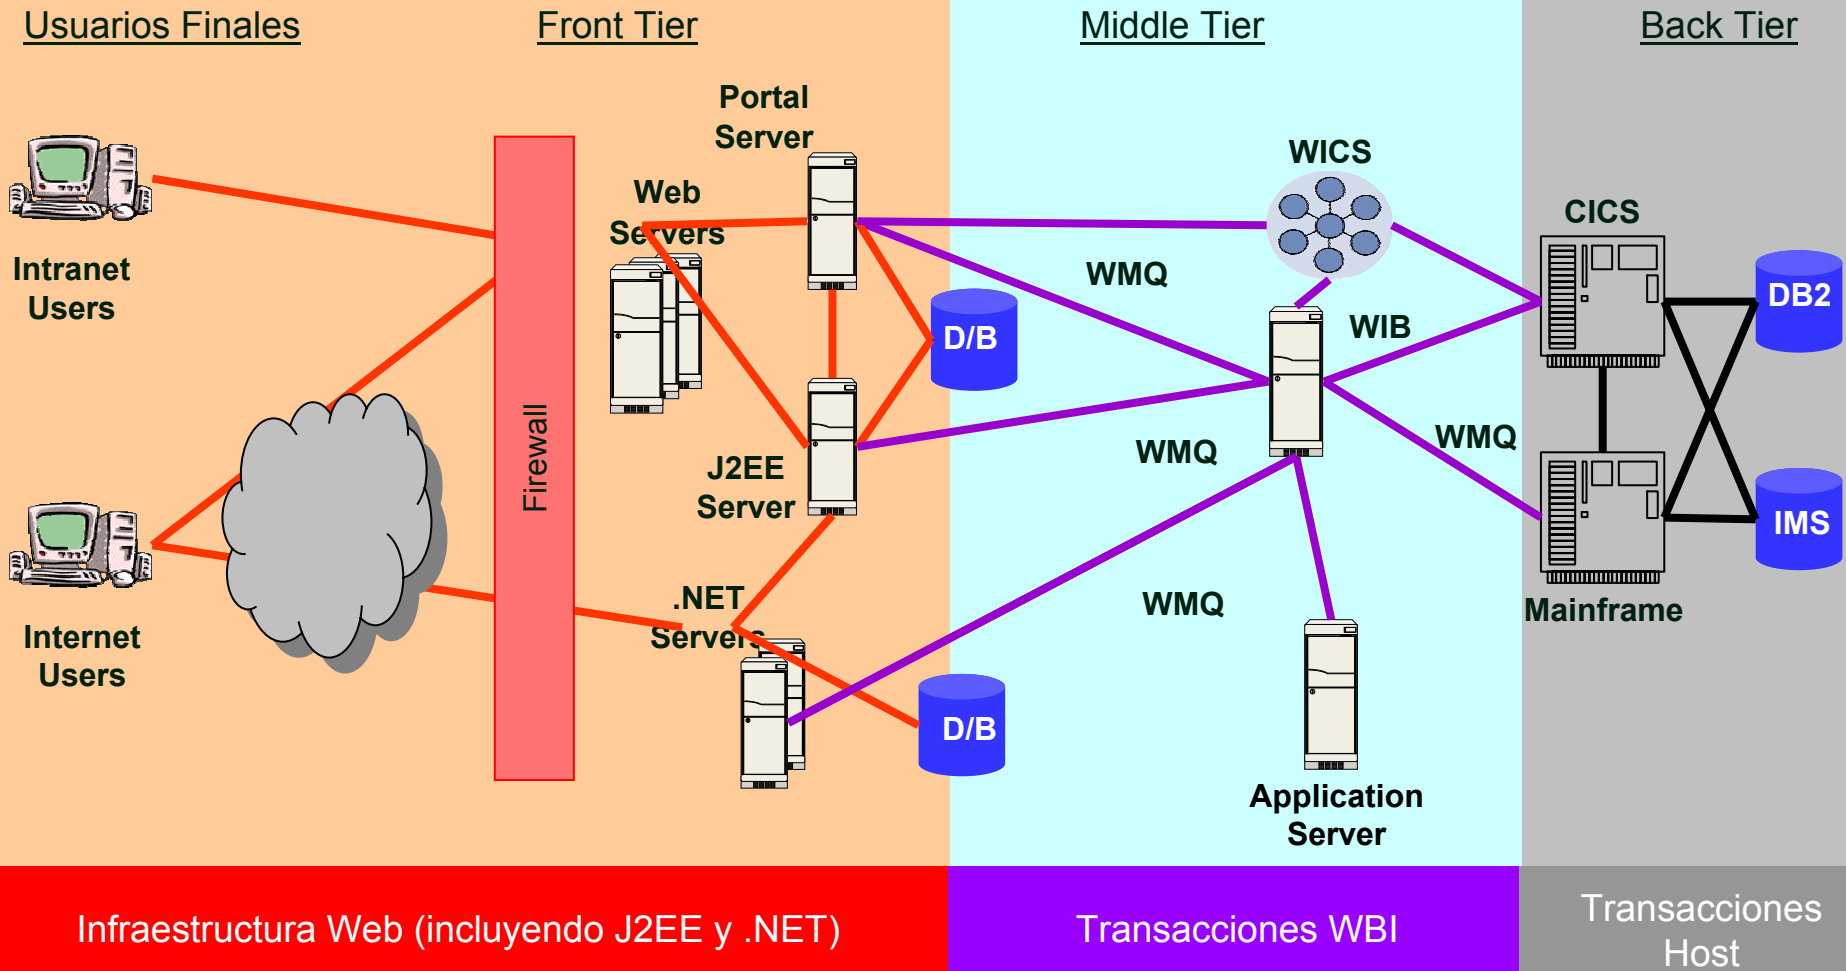 Usuarios Finales
Front Tier
Middle Tier
Back Tier
Intranet
Users
Internet
Users
Firewall
Portal
Server
Web
Servers
D/B
J2EE
Server
.NET
Servers
D/B
WICS
WMQ
WIB
WMQ
WMQ
WMQ
Application
Server
CICS
DB2
IMS
Mainframe
Infraestructura Web (incluyendo J2EE y .NET)
Transacciones WBI
Transacciones
Host